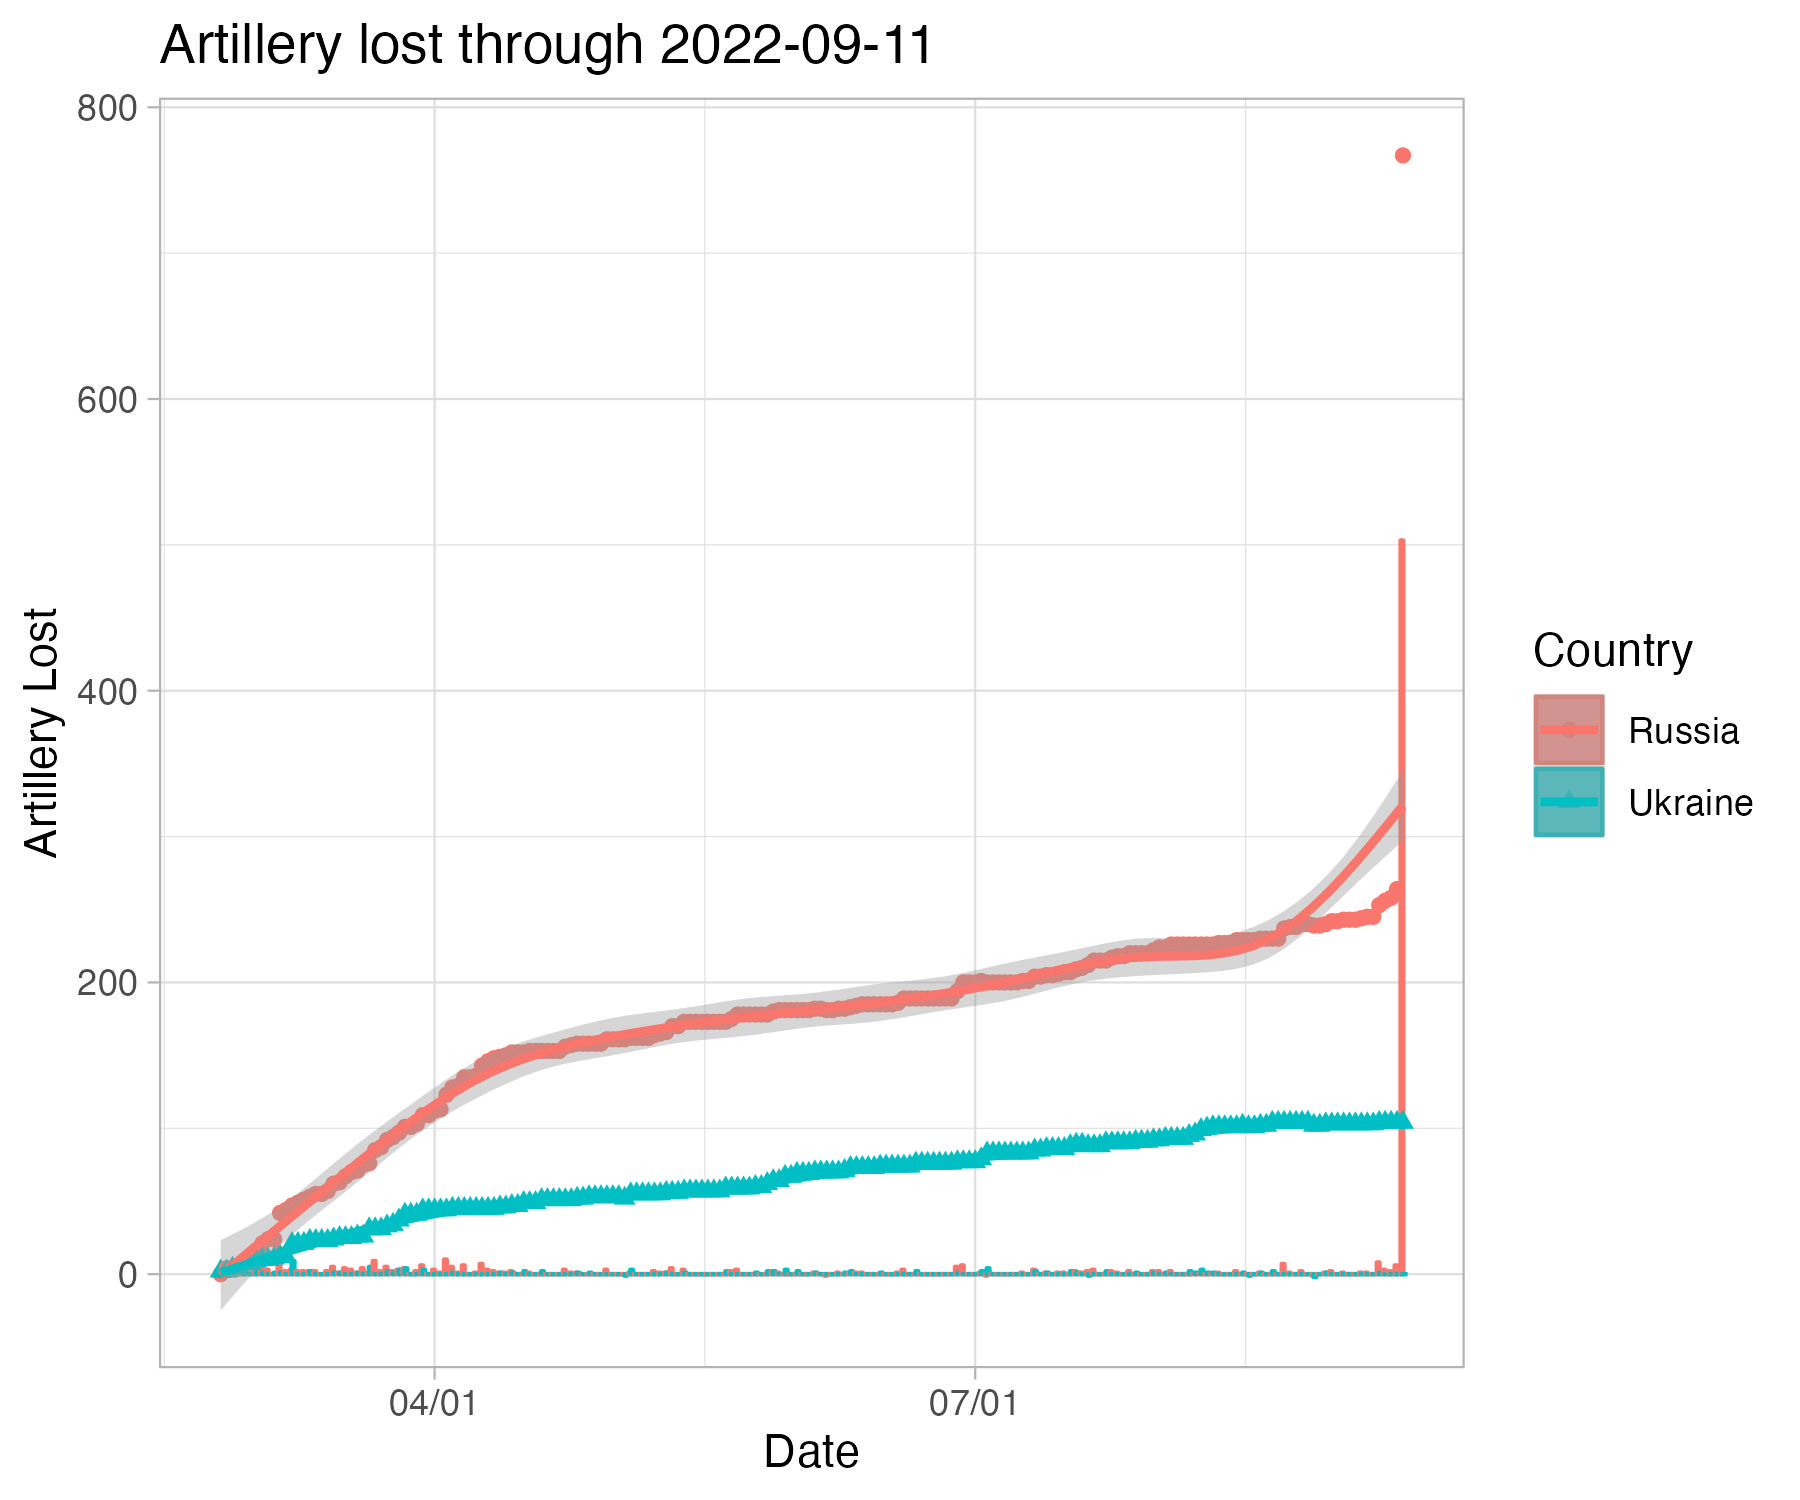 Artillery lost through 2022-09-11
800
600
400
200
0
Artillery Lost
04/01
07/01
Date
Country
Russia
Ukraine